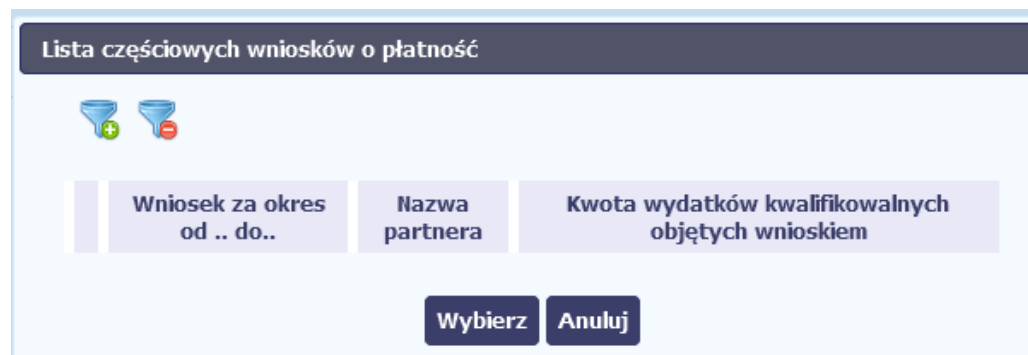 Lista częściowych wniosków o płatność
Wniosek za okres
od .. do..
Nazwa
partnera
Kwota wydatków kwalifikowalnych
objętych wnioskiem
Wybierz
Anuluj